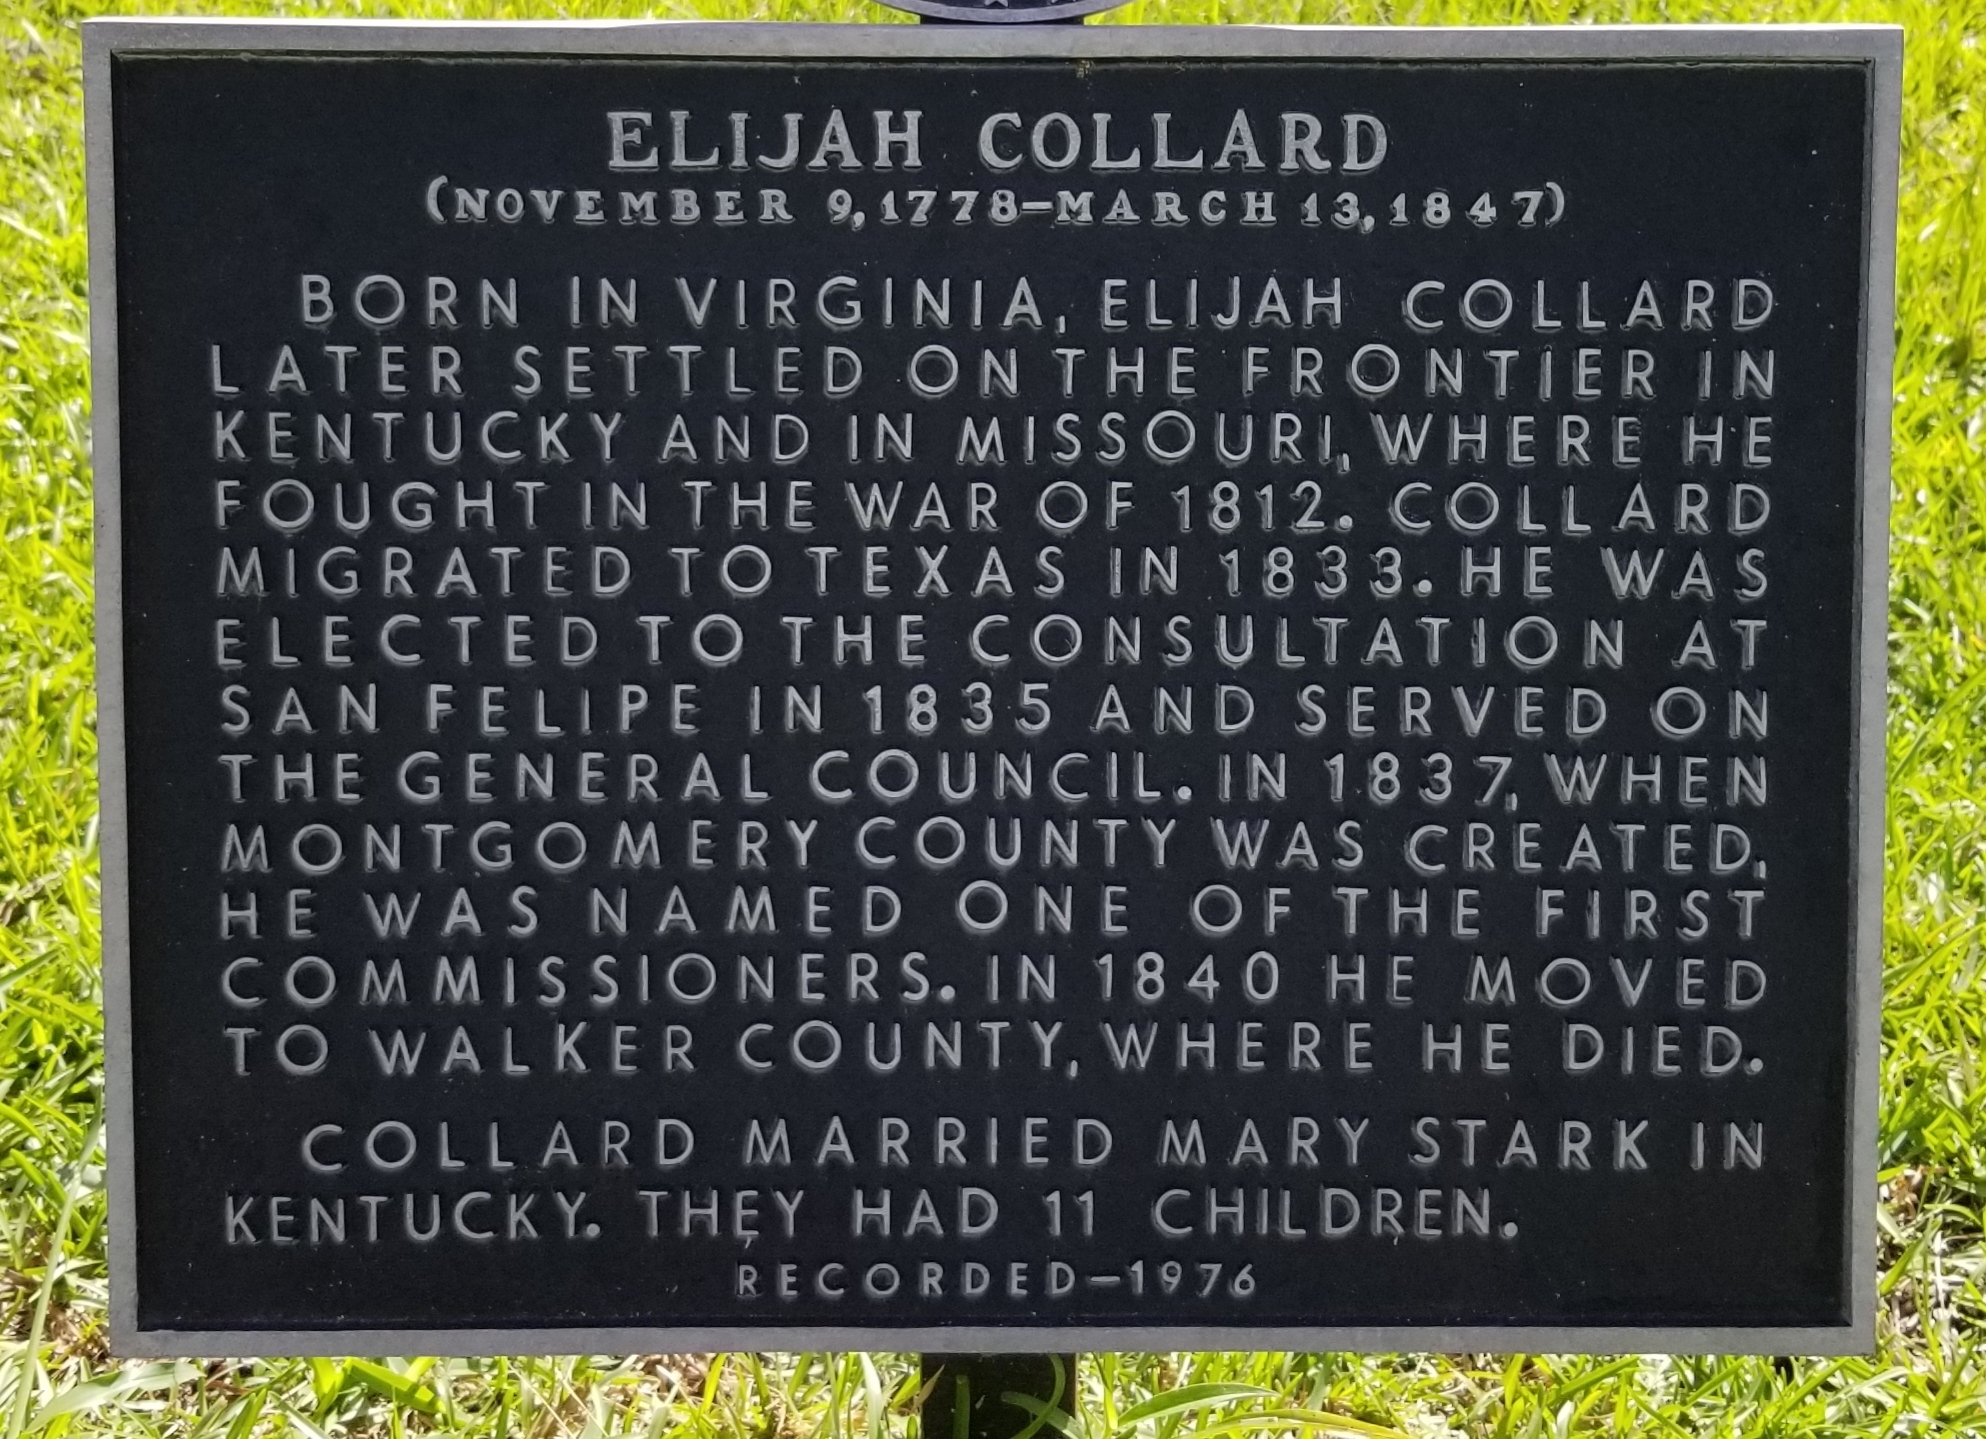 ELIJAH COLLARD
(NOVEMBER 9, 1778–MARCH 13, 1847)
BORN IN VIRGINIA, ELIJAH COLLARD
LATER SETTLED ON THE FRONTIER IN
KENTUCKY AND IN MISSOURI, WHERE HE
FOUGHT IN THE WAR OF 1812. COLLARD
MIGRATED TO TEXAS IN 1833. HE WAS
ELECTED TO THE CONSULTATION AT
SAN FELIPE IN 1835 AND SERVED ON
THE GENERAL COUNCIL. IN 1837, WHEN
MONTGOMERY COUNTY WAS CREATED,
HE WAS NAMED ONE OF THE FIRST
COMMISSIONERS. IN 1840 HE MOVED
TO WALKER COUNTY, WHERE HE DIED.
COLLARD MARRIED MARY STARK IN
KENTUCKY. THEY HAD 11 CHILDREN.
RECORDED–1976